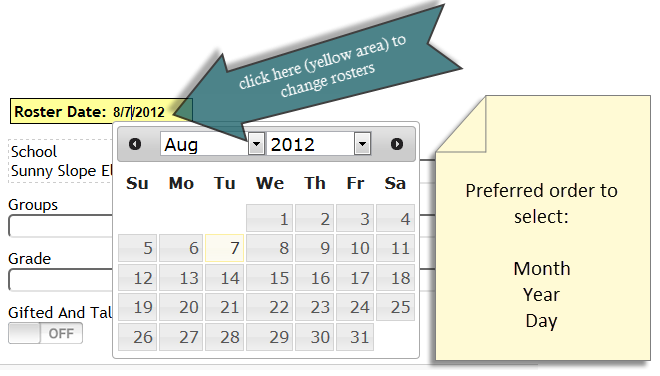 click here (yellow area) to
change rosters
Roster Date: 8/7/2012
School
Sunny Slope El
Groups
Grade
Gifted And Tal
OFF
Aug 2012
Su Mo Tu We Th Fr Sa
1 2 3 4
5 6 7 8 9 10 11
12 13 14 15 16 17 18
19 20 21 22 23 24 25
26 27 28 29 30 31
Preferred order to
select:
Month
Year
Day